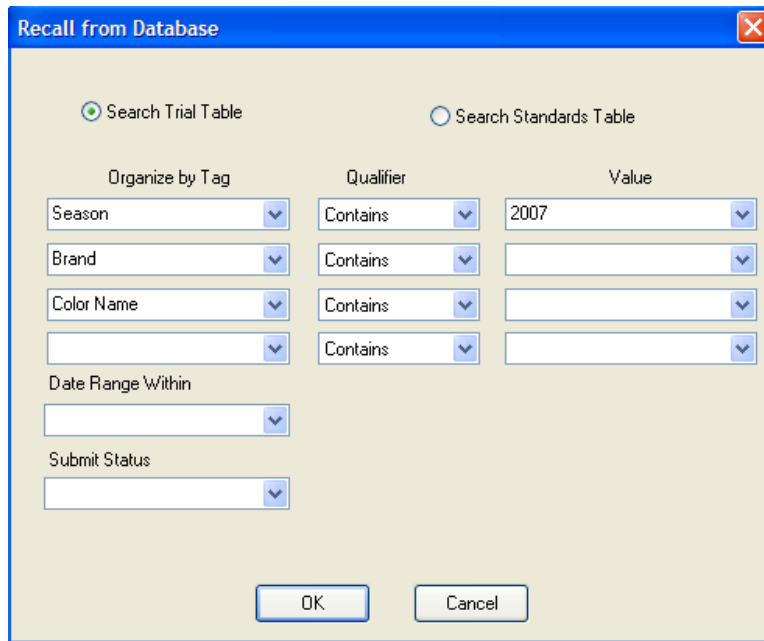 Recall from Database
Search Trial Table Search Standards Table
Organize by Tag Qualifier Value
Season Contains 2007
Brand Contains
Color Name Contains
Contains
Date Range Within
Submit Status
OK Cancel